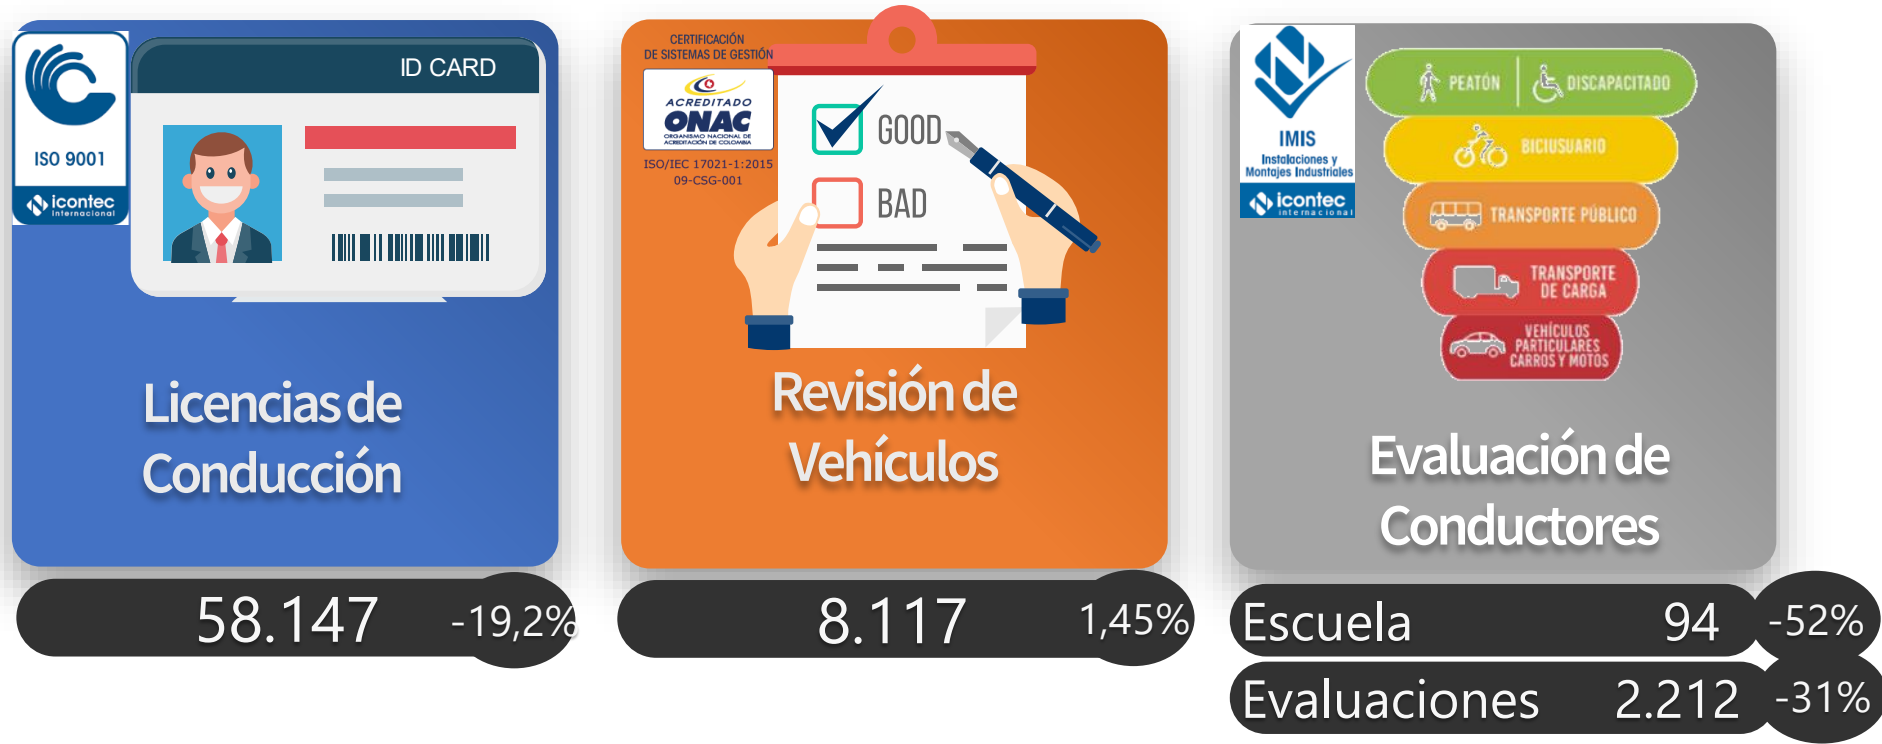 ISO 9001
icontec
internacional
ID CARD
Licencias de
Conducción
58.147 -19,2%
CERTIFICACIÓN
DE SISTEMAS DE GESTIÓN
ACREDITADO
ONAC
ORGANISMO NACIONAL DE
ACREDITACIÓN DE COLOMBIA
ISO/IEC 17021-1:2015
09-CSG-001
GOOD
BAD
Revisión de
Vehículos
8.117 1,45%
IMIS
Instalaciones y
Montajes Industriales
icontec
internacional
PEATÓN DISCAPACITADO
BICIUSUARIO
TRANSPORTE PÚBLICO
TRANSPORTE
DE CARGA
VEHÍCULOS
PARTICULARES
CARROS Y MOTOS
Evaluación de
Conductores
Escuela 94 -52%
Evaluaciones 2.212 -31%